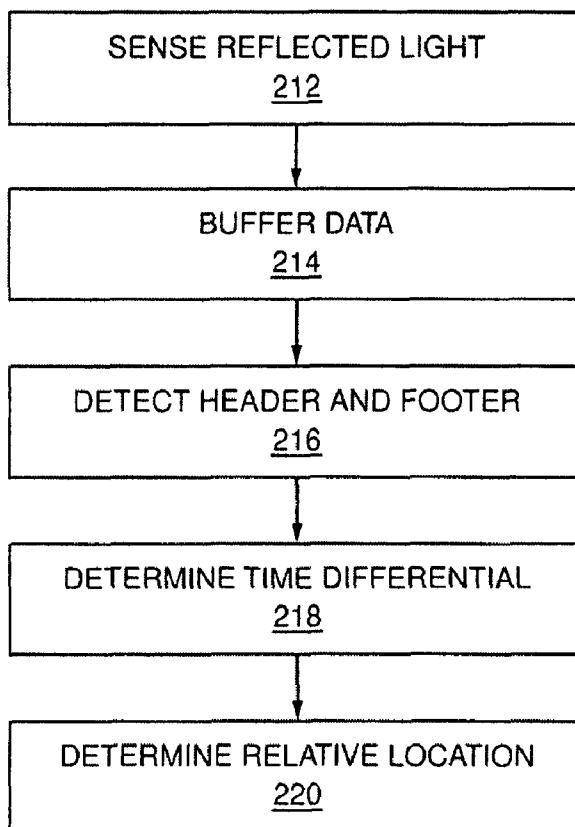 SENSE REFLECTED LIGHT
212
BUFFER DATA
214
DETECT HEADER AND FOOTER
216
DETERMINE TIME DIFFERENTIAL
218
DETERMINE RELATIVE LOCATION
220